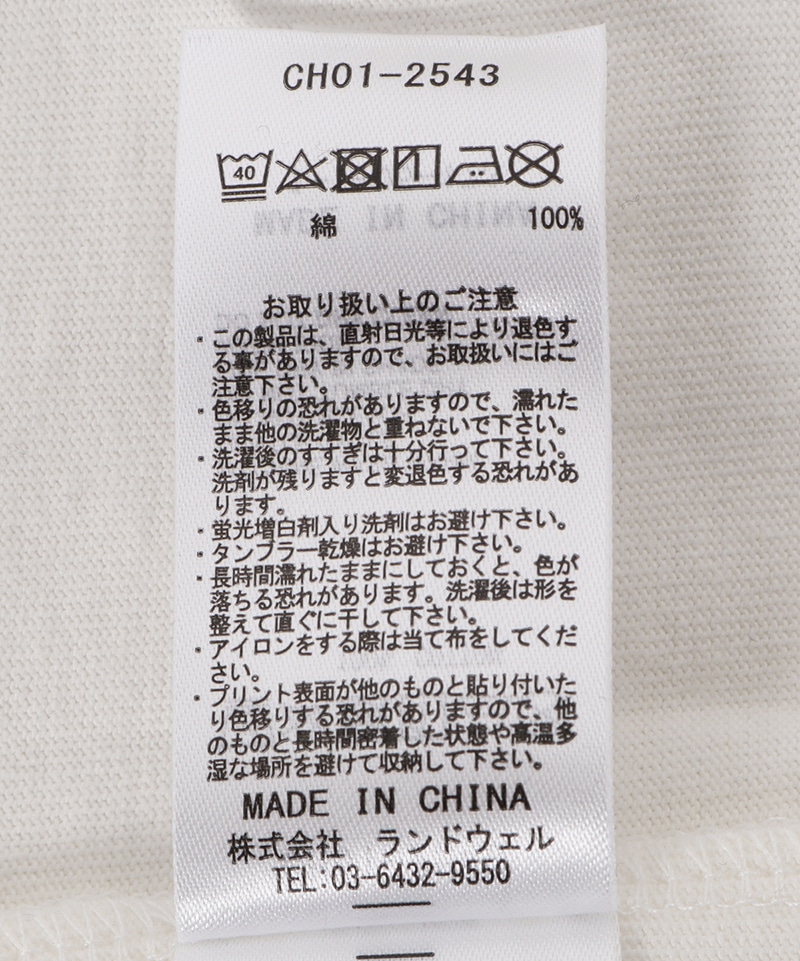 CH01-2543
40
綿 100%
お取り扱い上のご注意
・この製品は、直射日光等により退色す
る事がありますので、お取扱いにはご
注意下さい。
・色移りの恐れがありますので、濡れた
まま他の洗濯物と重ねないで下さい。
・洗濯後のすすぎは十分行って下さい。
洗剤が残りますと変退色する恐れがあ
ります。
・蛍光増白剤入り洗剤はお避け下さい。
・タンブラー乾燥はお避け下さい。
・長時間濡れたままにしておくと、色が
落ちる恐れがあります。洗濯後は形を
整えて直ぐに干して下さい。
・アイロンをする際は当て布をしてくだ
さい。
・プリント表面が他のものと貼り付いた
り色移りする恐れがありますので、他
のものと長時間密着した状態や高温多
湿な場所を避けて収納して下さい。
MADE IN CHINA
株式会社 ランドウェル
TEL:03-6432-9550